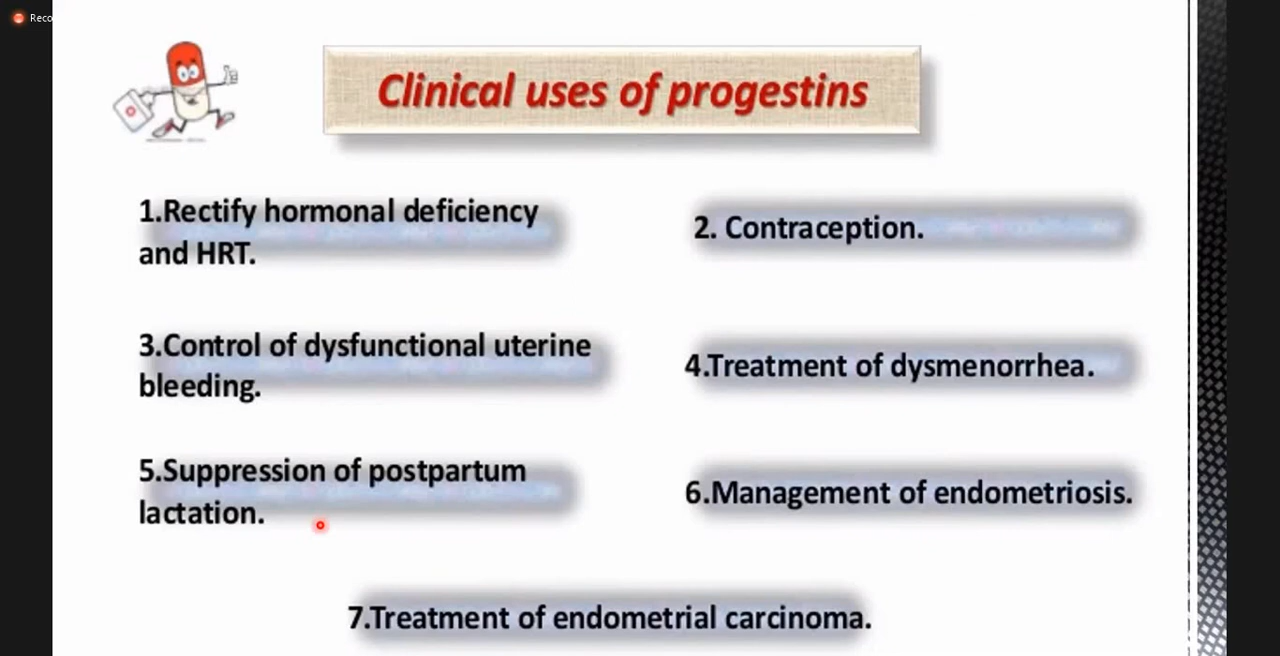 Reco
Clinical uses of progestins
1.Rectify hormonal deficiency
and HRT.
2. Contraception.
3.Control of dysfunctional uterine
bleeding.
4.Treatment of dysmenorrhea.
5.Suppression of postpartum
lactation.
6.Management of endometriosis.
7.Treatment of endometrial carcinoma.